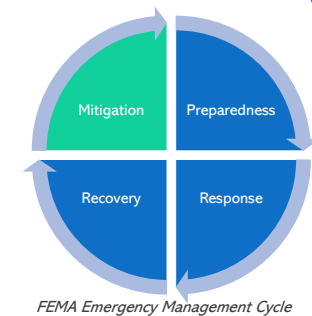 Mitigation
Preparedness
Recovery
Response
FEMA Emergency Management Cycle